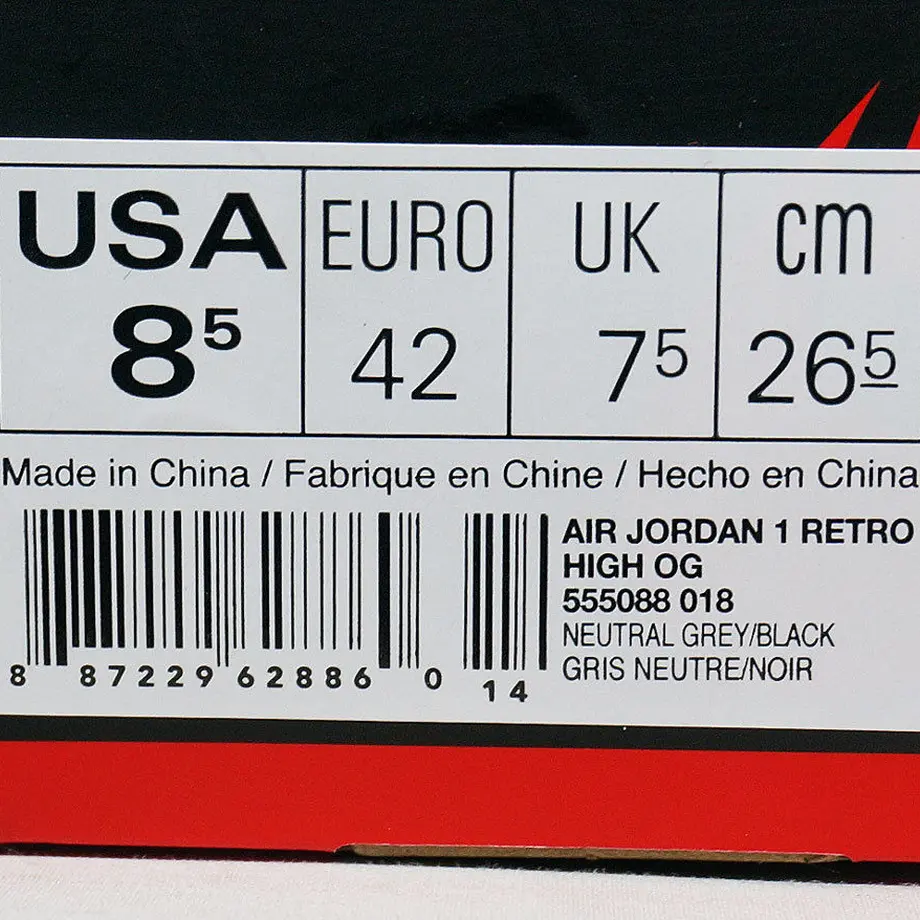 USA EURO UK cm
8⁵ 42 7⁵ 26⁵
Made in China / Fabrique en Chine / Hecho en China
AIR JORDAN 1 RETRO
HIGH OG
555088 018
NEUTRAL GREY/BLACK
GRIS NEUTRE/NOIR
8 87229 62886 0 14